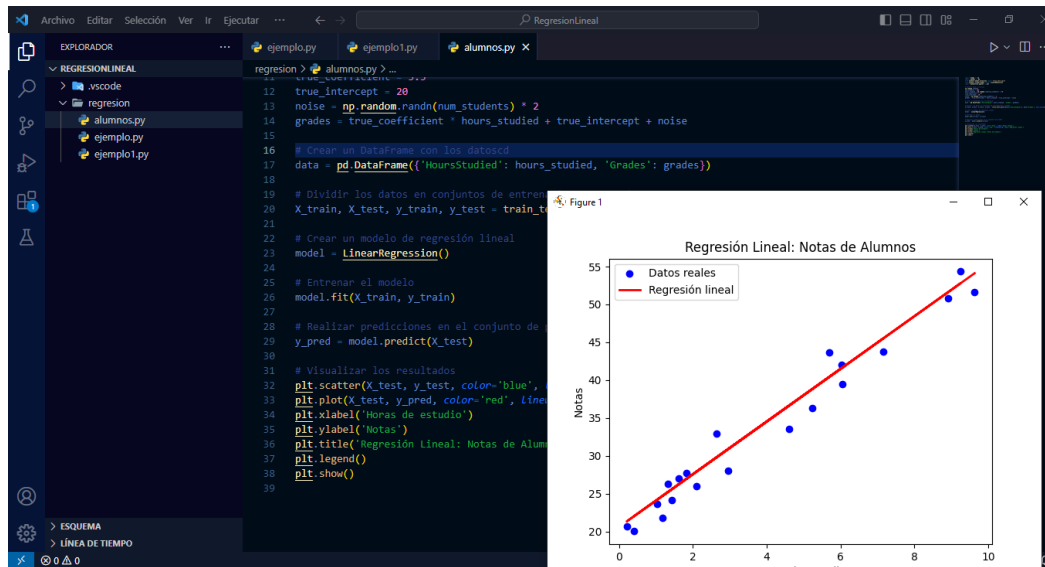 Archivo Editar Selección Ver Ir Ejecutar ···
RegresionLineal
EXPLORADOR
REGRESIONLINEAL
.vscode
regresion
alumnos.py
ejemplo.py
ejemplo1.py
ESQUEMA
LÍNEA DE TIEMPO
0 0
1
ejemplo.py ejemplo1.py alumnos.py
regresion > alumnos.py > ...
11 true_coefficient = 3.5
12 true_intercept = 20
13 noise = np.random.randn(num_students) * 2
14 grades = true_coefficient * hours_studied + true_intercept + noise
15
16 # Crear un DataFrame con los datoscd
17 data = pd.DataFrame({'HoursStudied': hours_studied, 'Grades': grades})
18
19 # Dividir los datos en conjuntos de entrena
20 X_train, X_test, y_train, y_test = train_te
21
22 # Crear un modelo de regresión lineal
23 model = LinearRegression()
24
25 # Entrenar el modelo
26 model.fit(X_train, y_train)
27
28 # Realizar predicciones en el conjunto de p
29 y_pred = model.predict(X_test)
30
31 # Visualizar los resultados
32 plt.scatter(X_test, y_test, color='blue',
33 plt.plot(X_test, y_pred, color='red', line
34 plt.xlabel('Horas de estudio')
35 plt.ylabel('Notas')
36 plt.title('Regresión Lineal: Notas de Alumn
37 plt.legend()
38 plt.show()
39
Figure 1
Regresión Lineal: Notas de Alumnos
Datos reales
Regresión lineal
Notas
55
50
45
40
35
30
25
20
0 2 4 6 8 10